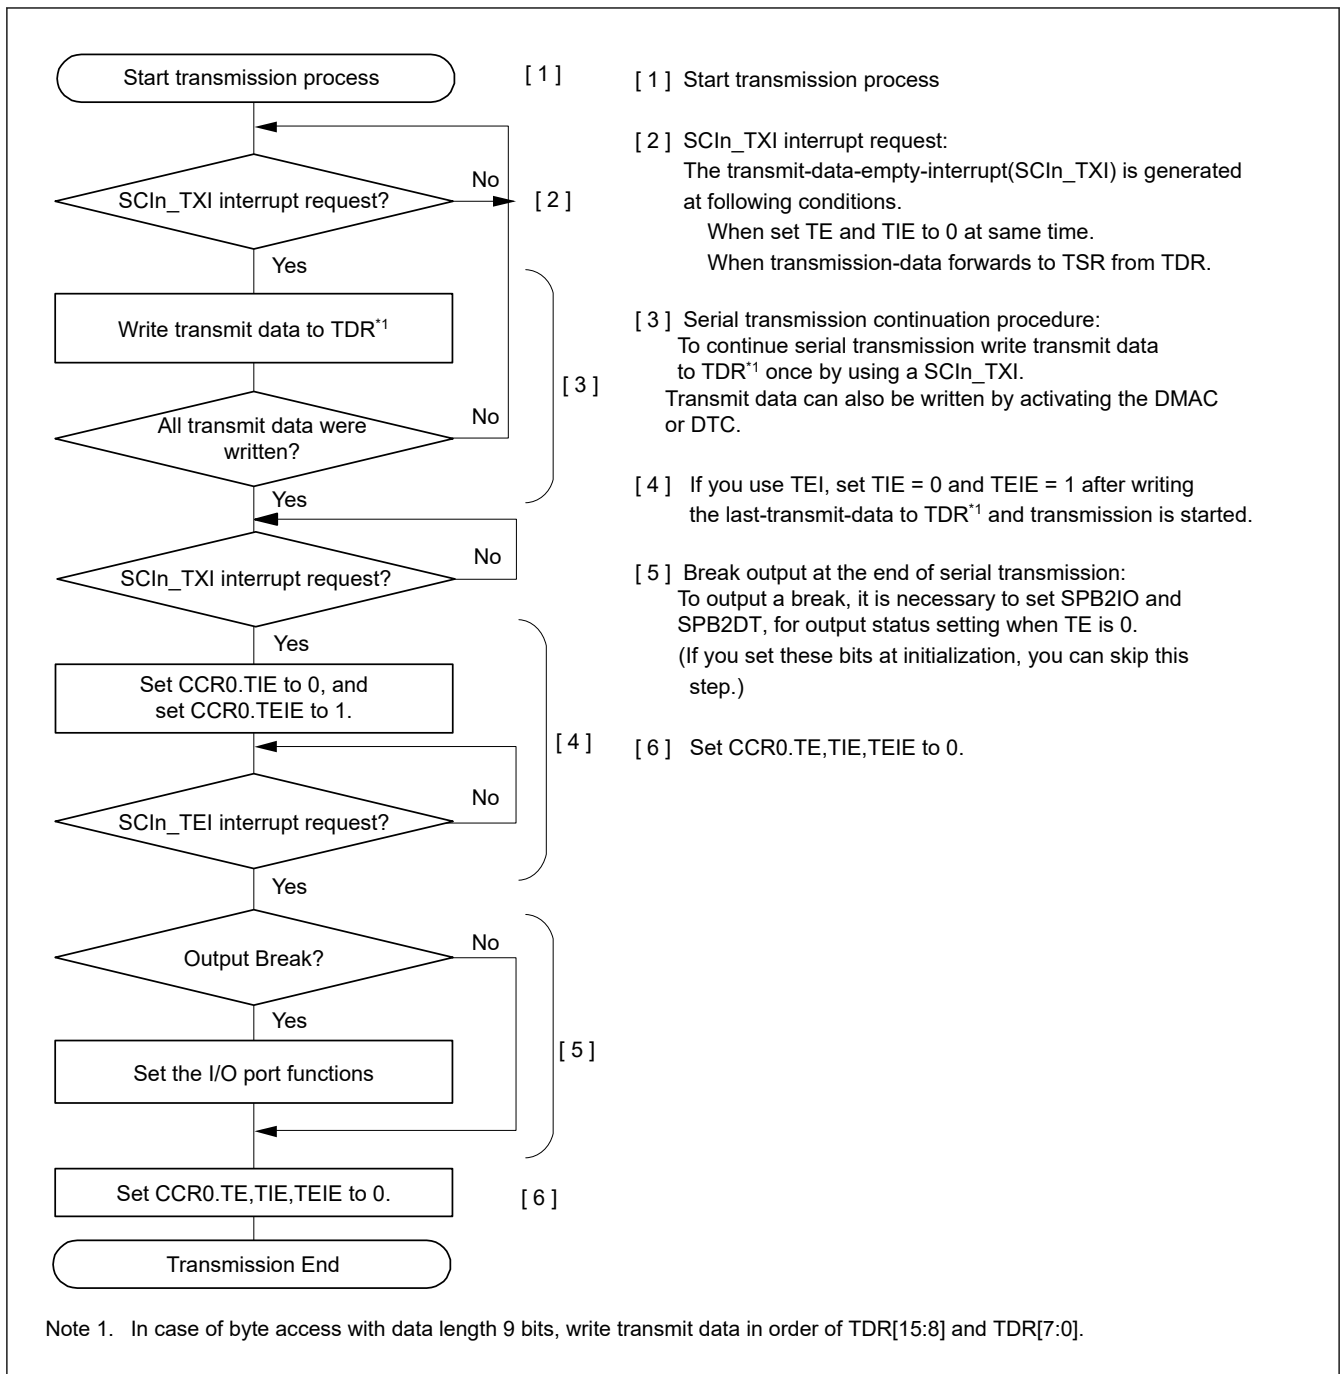 Start transmission process
[ 1 ]
SCIn_TXI interrupt request?
No
[ 2 ]
Yes
Write transmit data to TDR*1
[ 3 ]
All transmit data were
written?
No
Yes
SCIn_TXI interrupt request?
No
Yes
Set CCR0.TIE to 0, and
set CCR0.TEIE to 1.
[ 4 ]
SCIn_TEI interrupt request?
No
Yes
Output Break?
No
Yes
[ 5 ]
Set the I/O port functions
Set CCR0.TE,TIE,TEIE to 0.
[ 6 ]
Transmission End
[ 1 ] Start transmission process
[ 2 ] SCIn_TXI interrupt request:
The transmit-data-empty-interrupt(SCIn_TXI) is generated
at following conditions.
When set TE and TIE to 0 at same time.
When transmission-data forwards to TSR from TDR.
[ 3 ] Serial transmission continuation procedure:
To continue serial transmission write transmit data
to TDR*1 once by using a SCIn_TXI.
Transmit data can also be written by activating the DMAC
or DTC.
[ 4 ] If you use TEI, set TIE = 0 and TEIE = 1 after writing
the last-transmit-data to TDR*1 and transmission is started.
[ 5 ] Break output at the end of serial transmission:
To output a break, it is necessary to set SPB2IO and
SPB2DT, for output status setting when TE is 0.
(If you set these bits at initialization, you can skip this
step.)
[ 6 ] Set CCR0.TE,TIE,TEIE to 0.
Note 1. In case of byte access with data length 9 bits, write transmit data in order of TDR[15:8] and TDR[7:0].